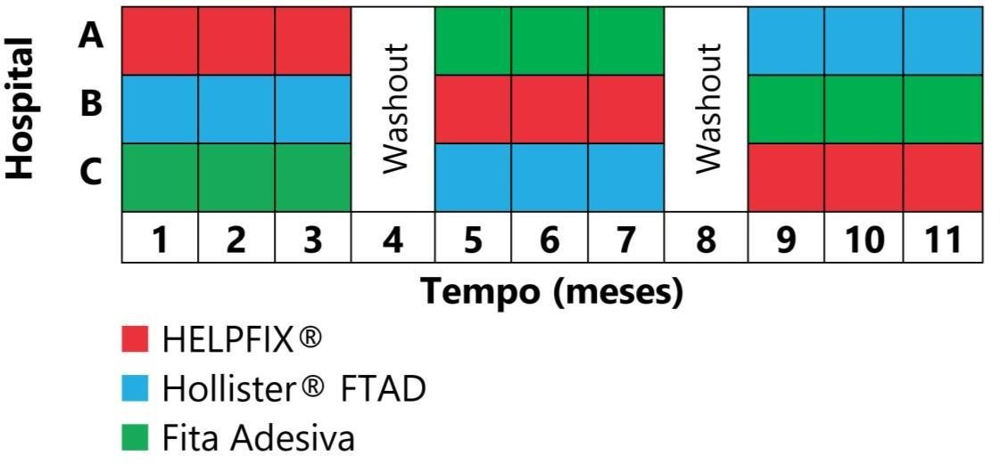 Hospital
A
B
C
Washout
Washout
1 2 3 4 5 6 7 8 9 10 11
Tempo (meses)
HELPFIX®
Hollister® FTAD
Fita Adesiva